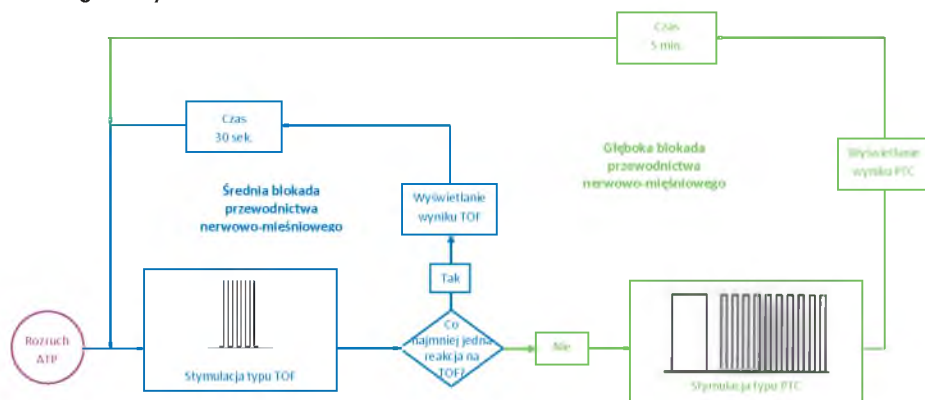 Czas
5 min.
Czas
30 sek.
Głęboka blokada
przewodnictwa
nerwowo-mięśniowego
Wyświetlanie
wyniku PTC
Średnia blokada
przewodnictwa
nerwowo-mieśniowego
Wyświetlanie
wyniku TOF
Tak
Rozruch
ATP
Stymulacja typu TOF
Co
najmniej jedna
reakcja na
TOF?
Nie
Stymulacja typu PTC